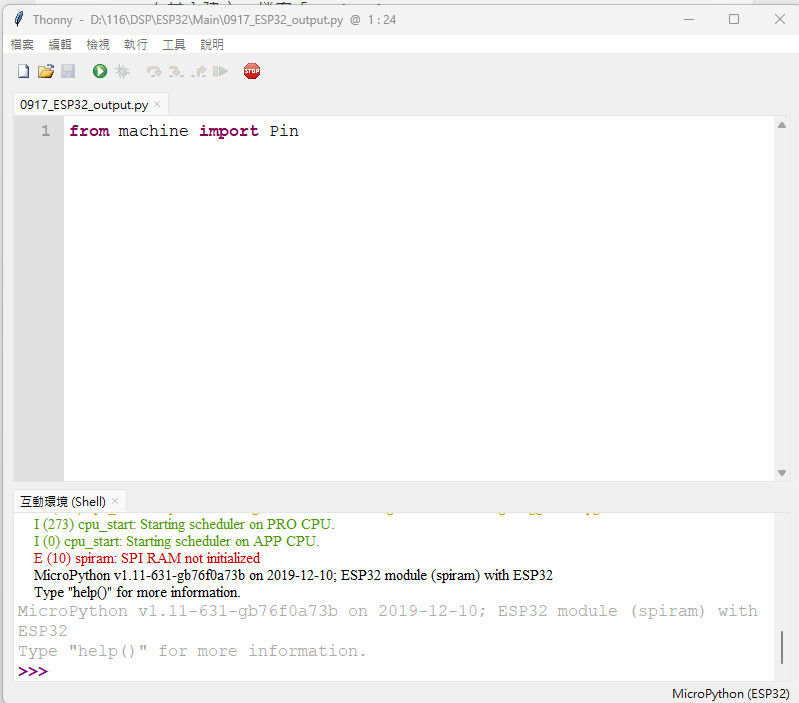 Thonny - D:\116\DSP\ESP32\Main\0917_ESP32_output.py @ 1:24
檔案 編輯 檢視 執行 工具 說明
STOP
0917_ESP32_output.py ×
1 from machine import Pin
互動環境 (Shell) ×
I (273) cpu_start: Starting scheduler on PRO CPU.
I (0) cpu_start: Starting scheduler on APP CPU.
E (10) spiram: SPI RAM not initialized
MicroPython v1.11-631-gb76f0a73b on 2019-12-10; ESP32 module (spiram) with ESP32
Type "help()" for more information.
MicroPython v1.11-631-gb76f0a73b on 2019-12-10; ESP32 module (spiram) with
ESP32
Type "help()" for more information.
>>>
MicroPython (ESP32)